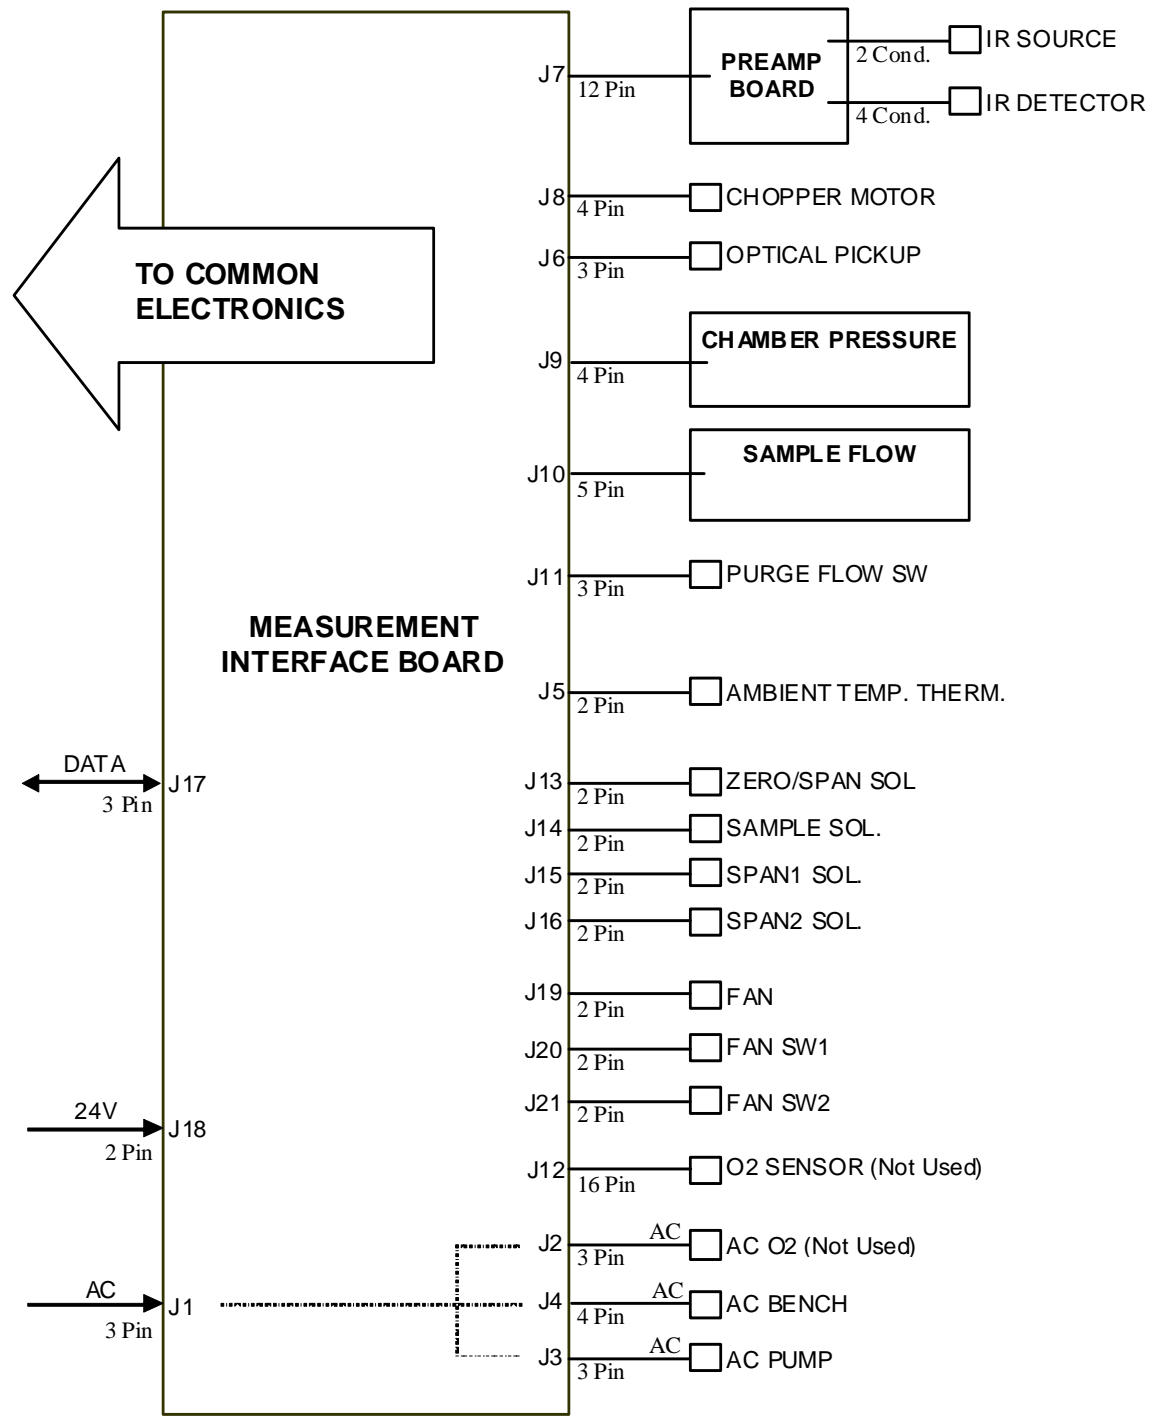 PREAMP
BOARD
J7
12 Pin
2 Cond.
IR SOURCE
4 Cond.
IR DETECTOR
J8
4 Pin
CHOPPER MOTOR
J6
3 Pin
OPTICAL PICKUP
TO COMMON
ELECTRONICS
J9
4 Pin
CHAMBER PRESSURE
J10
5 Pin
SAMPLE FLOW
J11
3 Pin
PURGE FLOW SW
MEASUREMENT
INTERFACE BOARD
J5
2 Pin
AMBIENT TEMP. THERM.
DATA
3 Pin
J17
J13
2 Pin
ZERO/SPAN SOL
J14
2 Pin
SAMPLE SOL.
J15
2 Pin
SPAN1 SOL.
J16
2 Pin
SPAN2 SOL.
J19
2 Pin
FAN
J20
2 Pin
FAN SW1
J21
2 Pin
FAN SW2
24V
2 Pin
J18
J12
16 Pin
O2 SENSOR (Not Used)
J2
3 Pin
AC
AC O2 (Not Used)
AC
3 Pin
J1
J4
4 Pin
AC
AC BENCH
J3
3 Pin
AC
AC PUMP